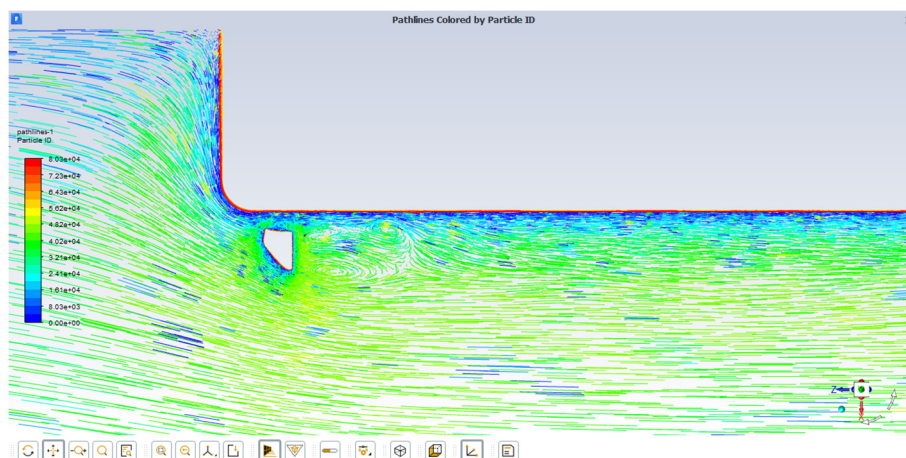 Pathlines Colored by Particle ID
pathlines-1
Particle ID
8.03e+04
7.23e+04
6.43e+04
5.62e+04
4.82e+04
4.02e+04
3.21e+04
2.41e+04
1.61e+04
8.03e+03
0.00e+00
Z